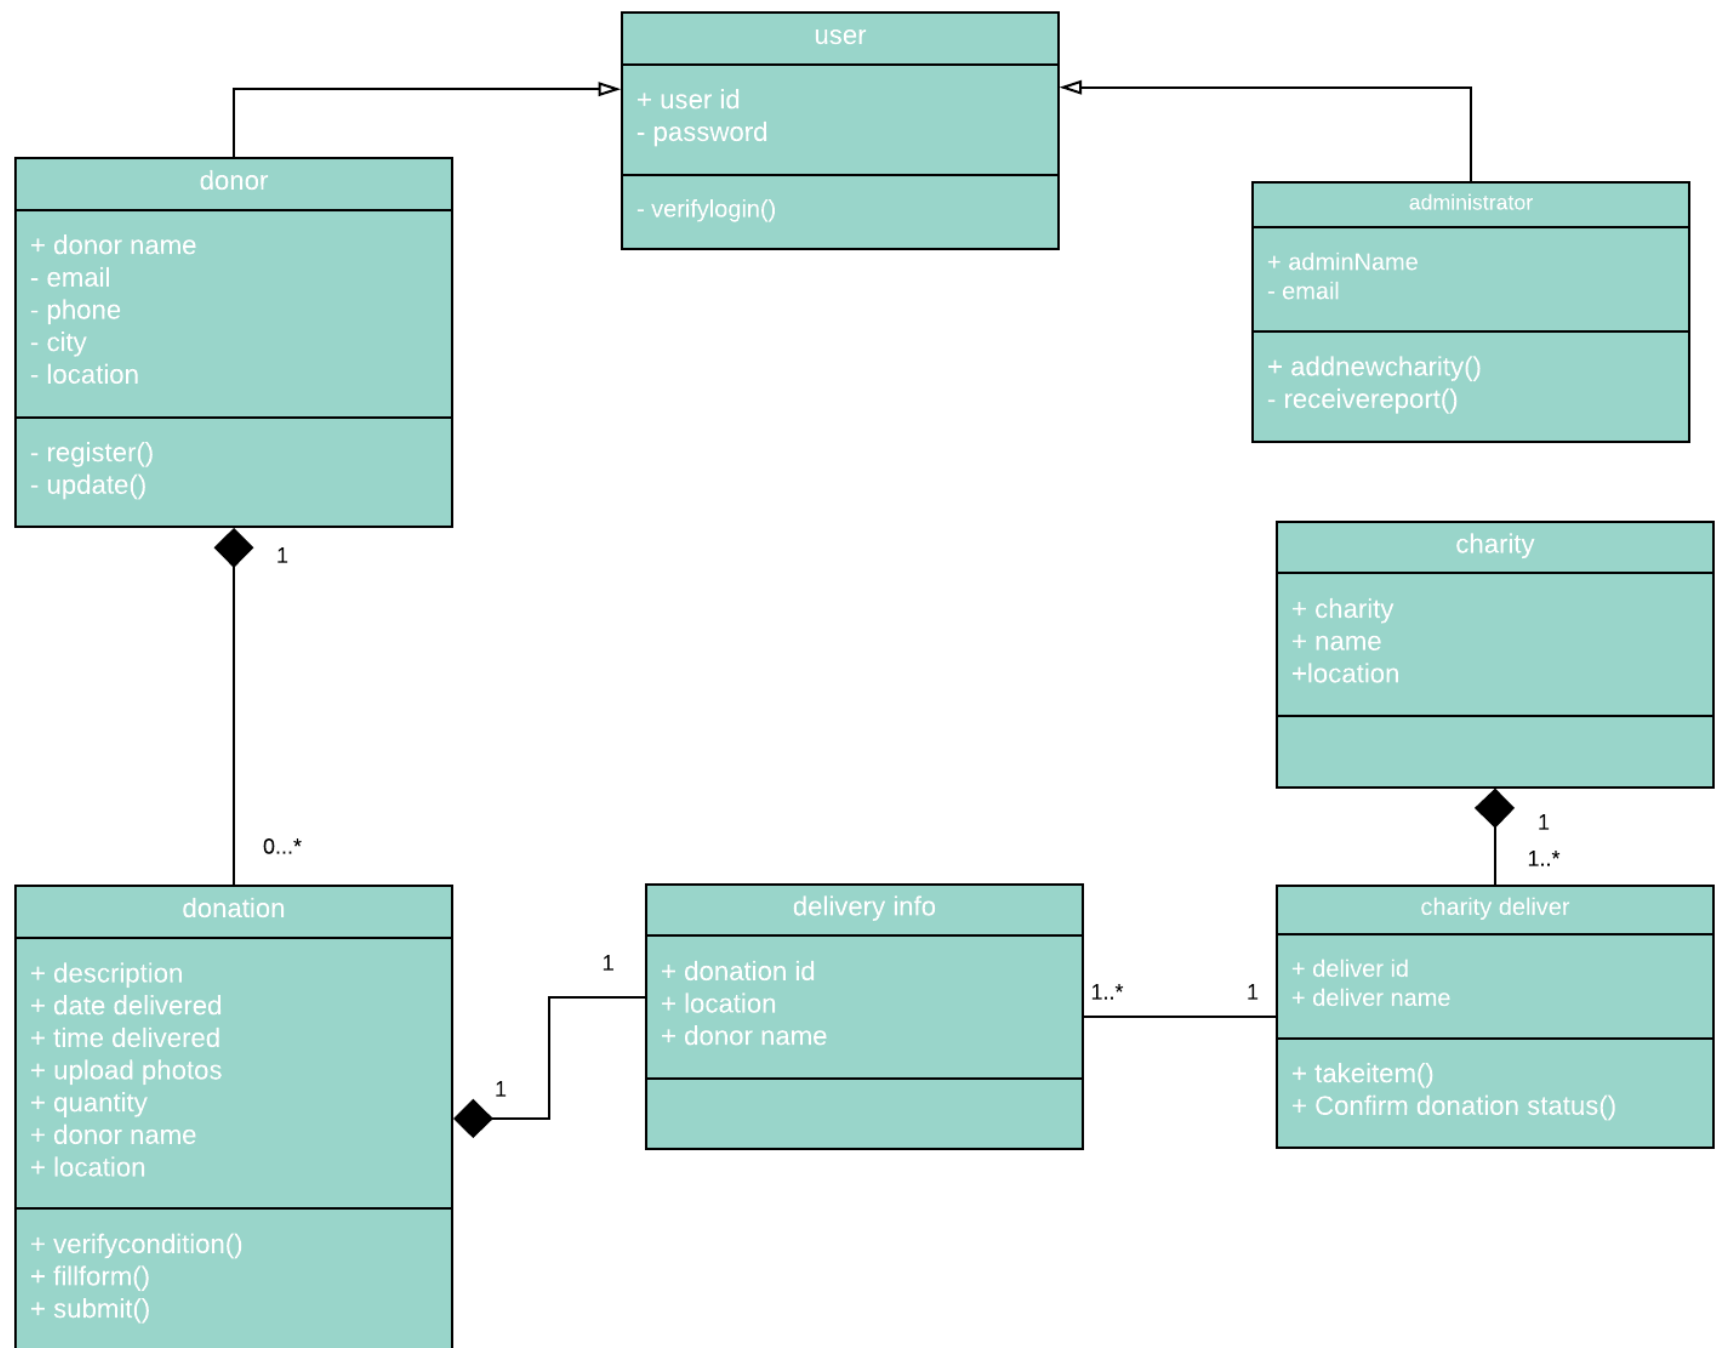 user
+ user id
- password
- verifylogin()
donor
+ donor name
- email
- phone
- city
- location
- register()
- update()
administrator
+ adminName
- email
+ addnewcharity()
- receivereport()
1
0...*
charity
+ charity
+ name
+location
1
1..*
donation
+ description
+ date delivered
+ time delivered
+ upload photos
+ quantity
+ donor name
+ location
+ verifycondition()
+ fillform()
+ submit()
1
1
delivery info
+ donation id
+ location
+ donor name
1..*
1
charity deliver
+ deliver id
+ deliver name
+ takeitem()
+ Confirm donation status()